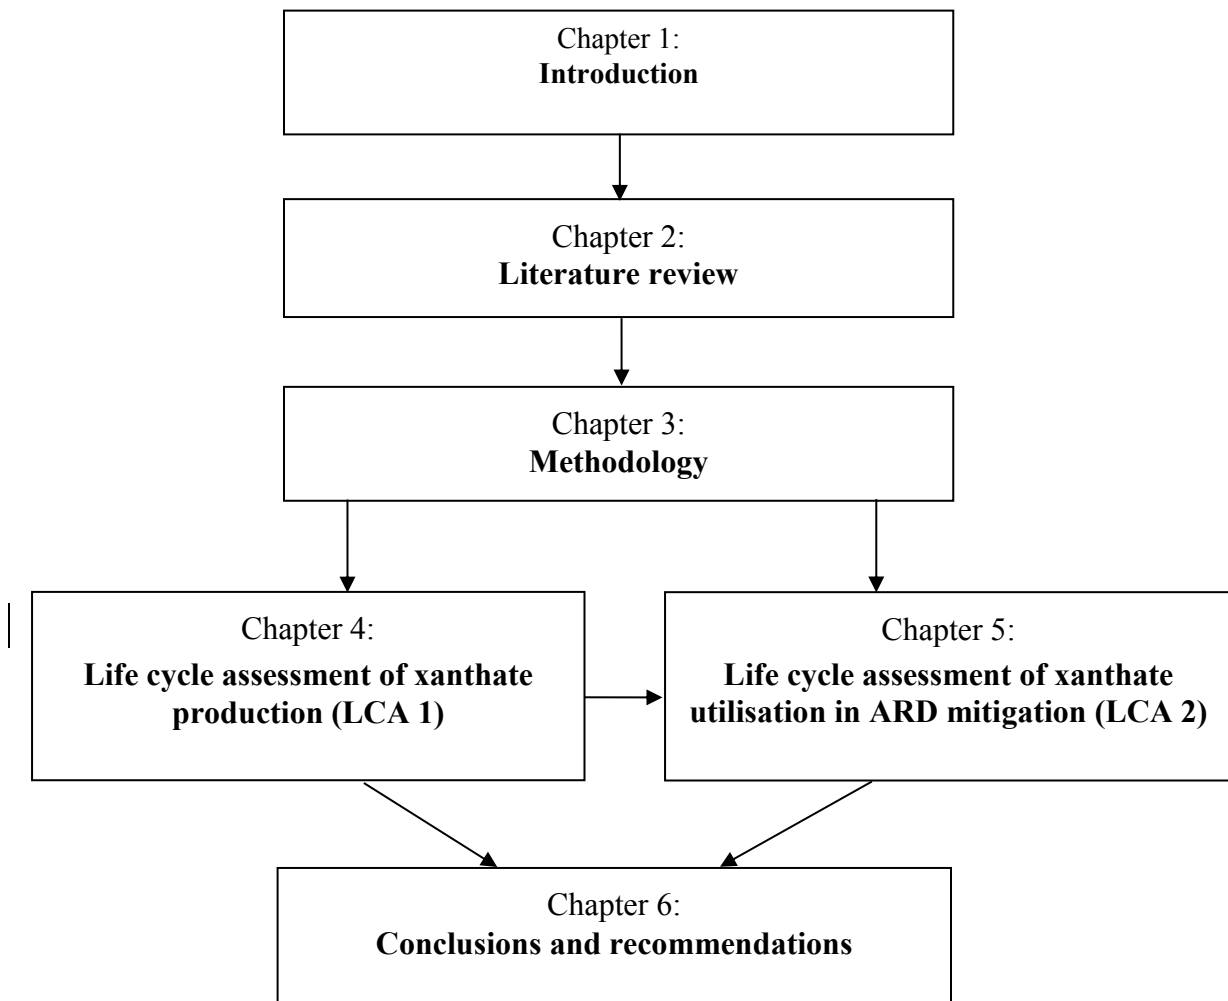 Chapter 1:
Introduction
Chapter 2:
Literature review
Chapter 3:
Methodology
Chapter 4:
Life cycle assessment of xanthate
production (LCA 1)
Chapter 5:
Life cycle assessment of xanthate
utilisation in ARD mitigation (LCA 2)
Chapter 6:
Conclusions and recommendations